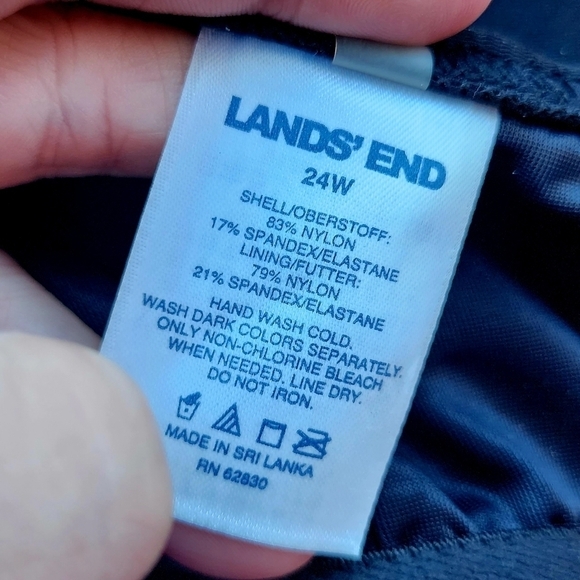 LANDS' END
24W
SHELL/OBERSTOFF:
83% NYLON
17% SPANDEX/ELASTANE
LINING/FUTTER:
79% NYLON
21% SPANDEX/ELASTANE
HAND WASH COLD.
WASH DARK COLORS SEPARATELY.
ONLY NON-CHLORINE BLEACH
WHEN NEEDED. LINE DRY.
DO NOT IRON.
MADE IN SRI LANKA
RN 62830